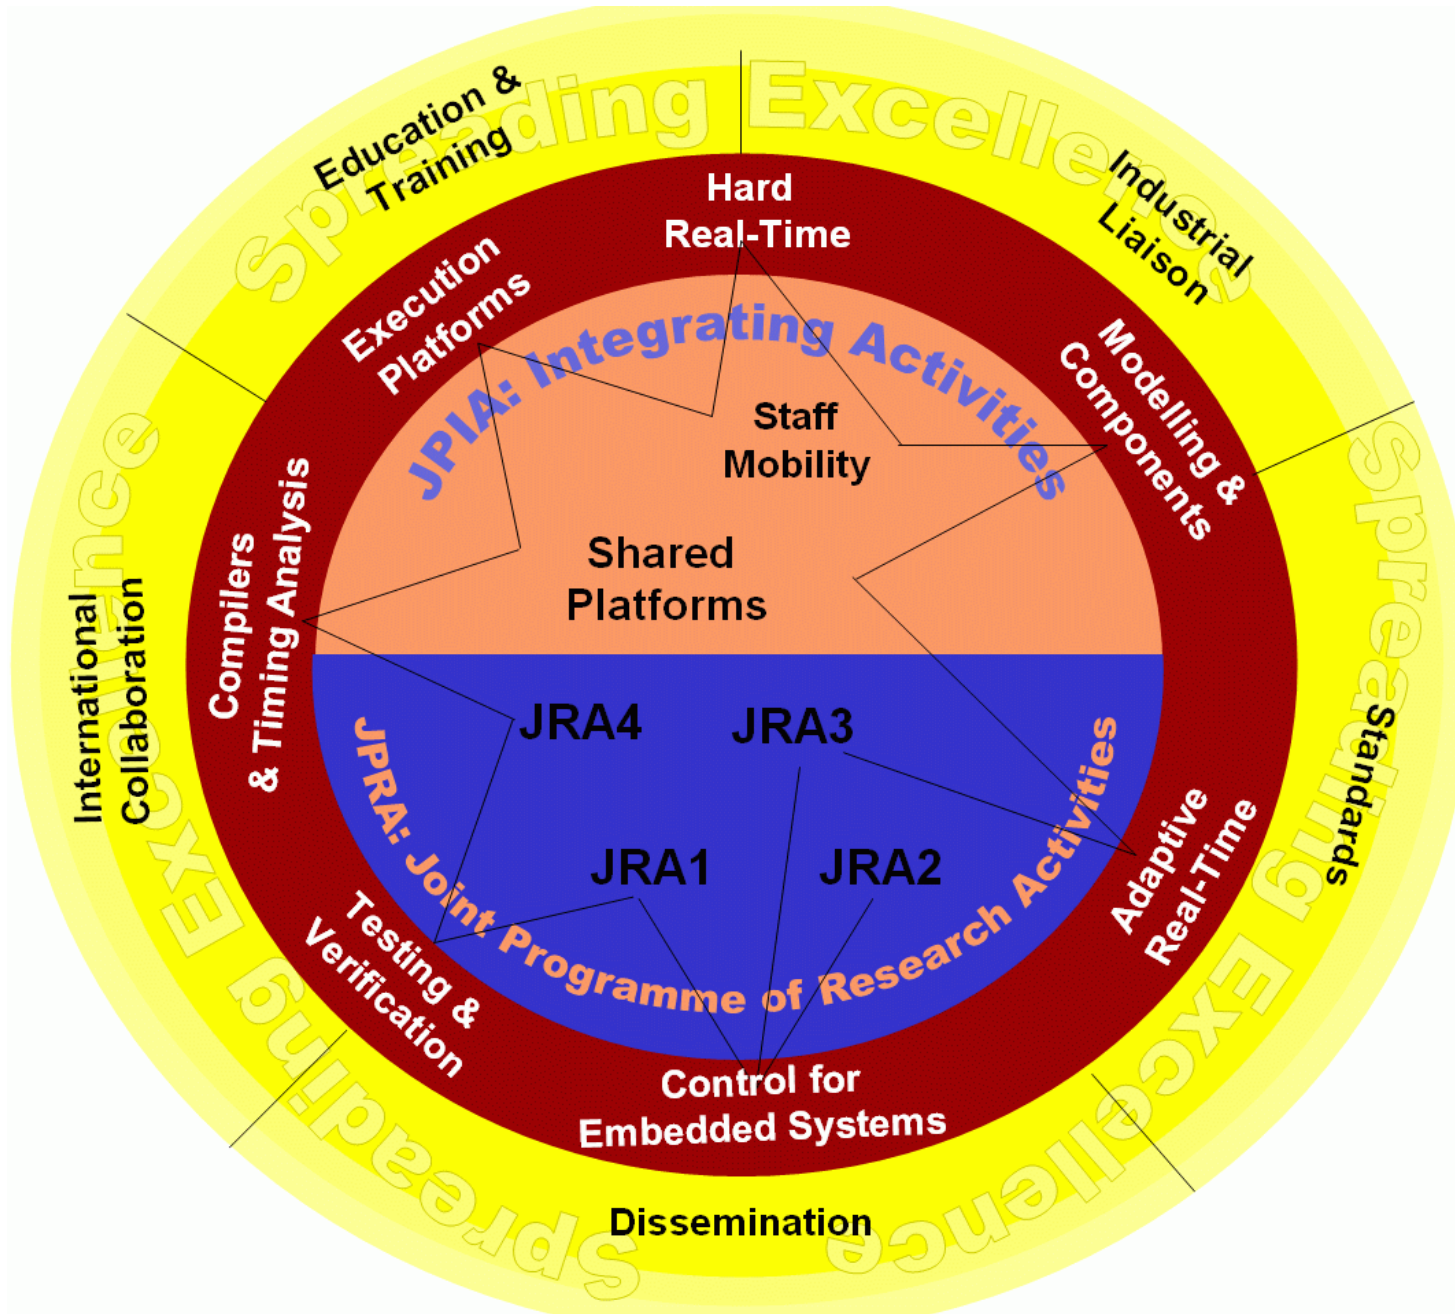 Spreading Excellence
Education &
Training
Industrial
Liaison
Hard
Real-Time
Execution
Platforms
Modelling &
Components
JPIA: Integrating Activities
Staff
Mobility
Compilers
& Timing Analysis
Shared
Platforms
International
Collaboration
Spreading Excellence
Spreading Excellence
Standards
JRA4
JRA3
JRA1
JRA2
JPRA: Joint Programme of Research Activities
Adaptive
Real-Time
Testing &
Verification
Control for
Embedded Systems
Dissemination